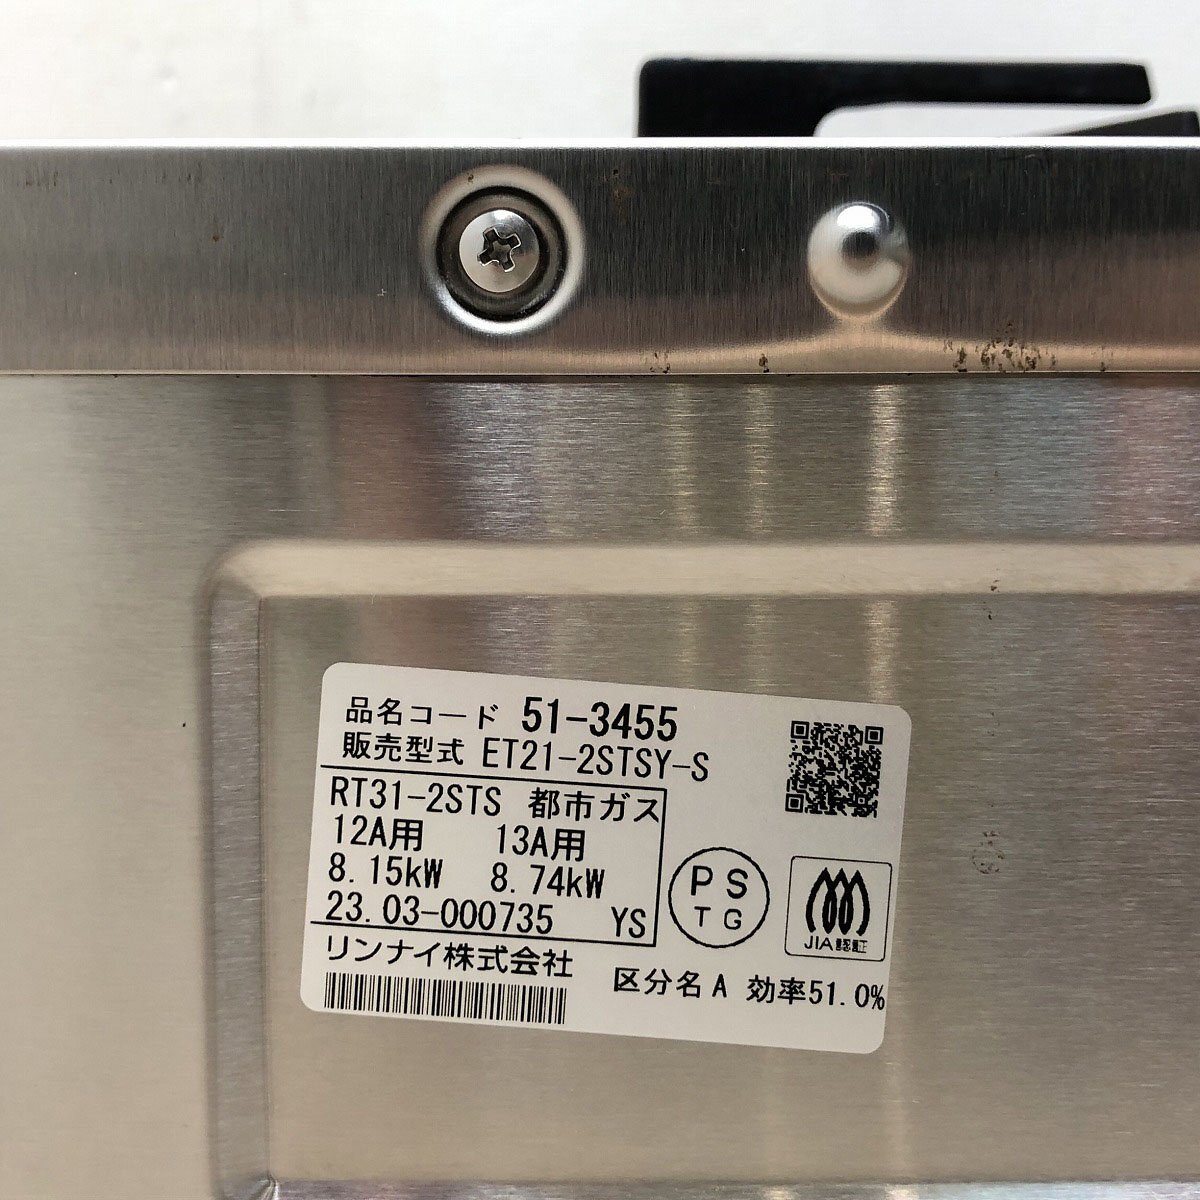 品名コード 51-3455
販売型式 ET21-2STSY-S
RT31-2STS 都市ガス
12A用 13A用
8.15kW 8.74kW
23.03-000735 YS
リンナイ株式会社
PS
TG
JIA認証
区分名A 効率51.0%